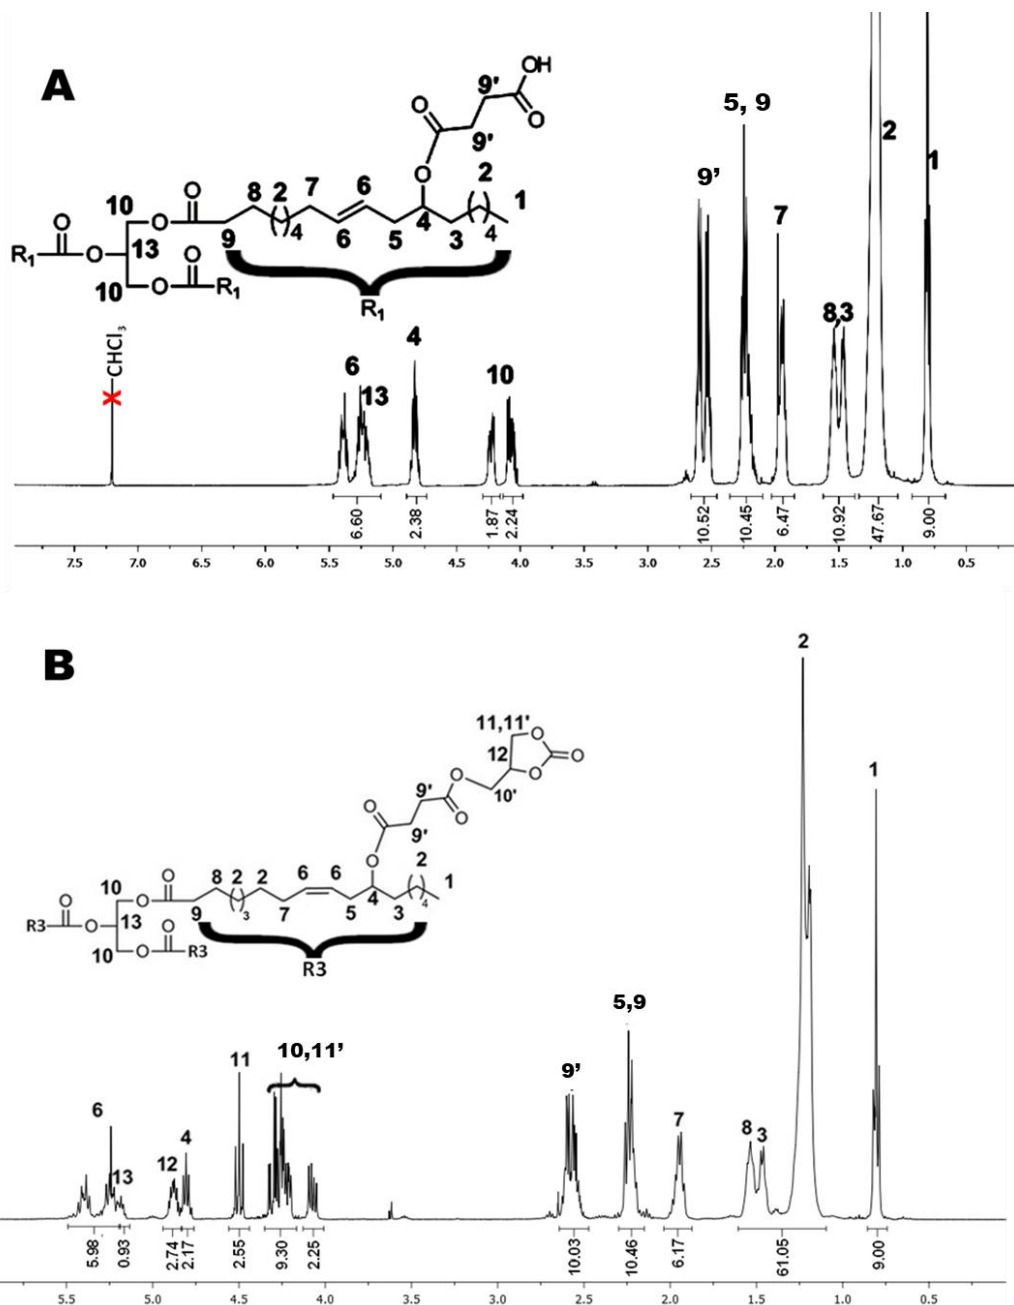 A
OH
O
9'
O
9'
O
O
2
6
7
8
2
1
10
O
O
4
9
6
5
4
3
4
O
13
R₁
O
O
10
O
R₁
R₁
CHCl₃
X
6
13
4
10
9’
5, 9
7
8,3
2
1
6.60
2.38
1.87
2.24
10.52
10.45
6.47
10.92
47.67
9.00
7.5 7.0 6.5 6.0 5.5 5.0 4.5 4.0 3.5 3.0 2.5 2.0 1.5 1.0 0.5
B
11,11'
O
O
12
O
O
10'
9'
O
O
9'
O
2
6 6
8 2 2
1
10
O
O
3
9
7
5
4
3
4
O
13
R3
O
O
10
O
R3
R3
6
13
12
4
11
10,11’
9’
5,9
7
8
3
2
1
5.98
0.93
2.74
2.17
2.55
9.30
2.25
10.03
10.46
6.17
61.05
9.00
5.5 5.0 4.5 4.0 3.5 3.0 2.5 2.0 1.5 1.0 0.5